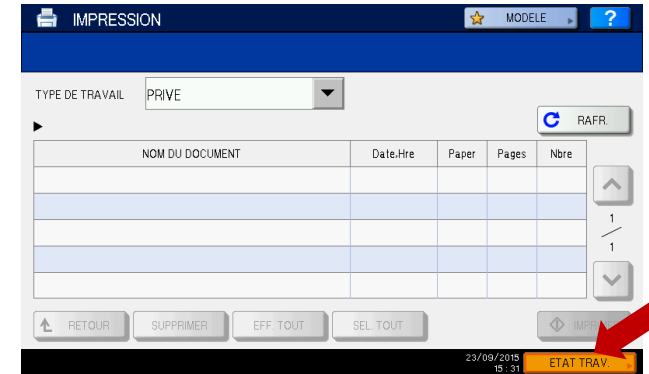 IMPRESSION
MODELE
?
TYPE DE TRAVAIL
PRIVE
RAFR.
NOM DU DOCUMENT Date,Hre Paper Pages Nbre
1
1
RETOUR SUPPRIMER EFF. TOUT SEL. TOUT
23/09/2015
15 : 31
ETAT TRAV.